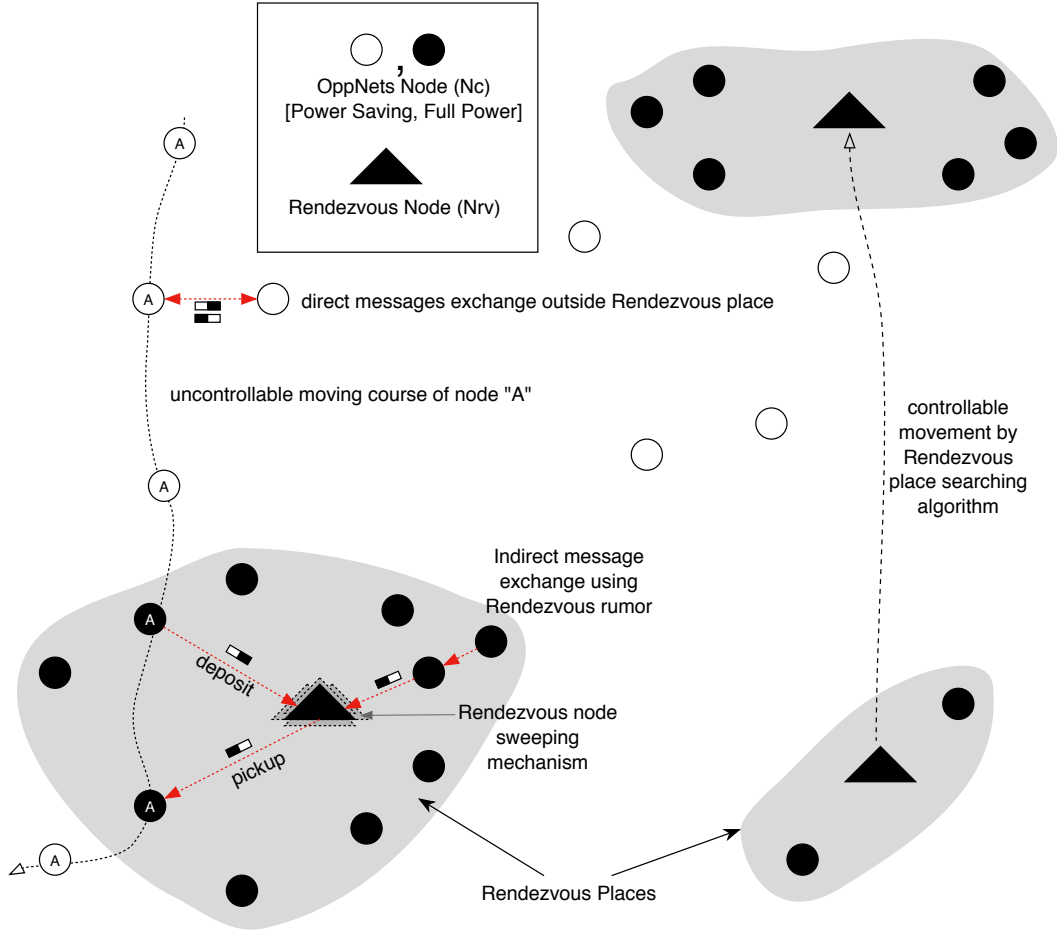 ,
OppNets Node (Nc)
[Power Saving, Full Power]
Rendezvous Node (Nrv)
A
A
direct messages exchange outside Rendezvous place
uncontrollable moving course of node "A"
controllable
movement by
Rendezvous
place searching
algorithm
A
Indirect message
exchange using
Rendezvous rumor
A
deposit
Rendezvous node
sweeping
mechanism
pickup
A
A
Rendezvous Places